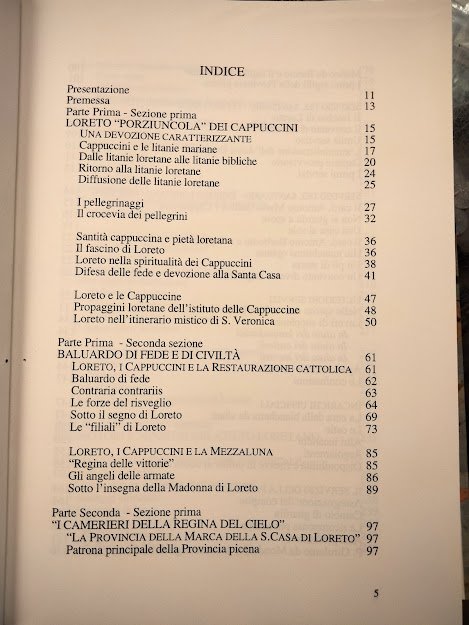 INDICE
Presentazione 11
Premessa 13
Parte Prima - Sezione prima
LORETO "PORZIUNCOLA" DEI CAPPUCCINI 15
UNA DEVOZIONE CARATTERIZZANTE 15
Cappuccini e le litanie mariane 17
Dalle litanie loretane alle litanie bibliche 20
Ritorno alla litanie loretane 24
Diffusione delle litanie loretane 25
I pellegrinaggi 27
Il crocevia dei pellegrini 32
Santità cappuccina e pietà loretana 36
Il fascino di Loreto 36
Loreto nella spiritualità dei Cappuccini 38
Difesa delle fede e devozione alla Santa Casa 41
Loreto e le Cappuccine 47
Propaggini loretane dell'istituto delle Cappuccine 48
Loreto nell'itinerario mistico di S. Veronica 50
Parte Prima - Seconda sezione
BALUARDO DI FEDE E DI CIVILTÀ 61
LORETO, I CAPPUCCINI E LA RESTAURAZIONE CATTOLICA 61
Baluardo di fede 62
Contraria contrariis 63
Le forze del risveglio 64
Sotto il segno di Loreto 69
Le "filiali" di Loreto 73
LORETO, I CAPPUCCINI E LA MEZZALUNA 85
"Regina delle vittorie" 85
Gli angeli delle armate 86
Sotto l'insegna della Madonna di Loreto 89
Parte Seconda - Sezione prima
"I CAMERIERI DELLA REGINA DEL CIELO" 97
"LA PROVINCIA DELLA MARCA DELLA S.CASA DI LORETO" 97
Patrona principale della Provincia picena 97
5